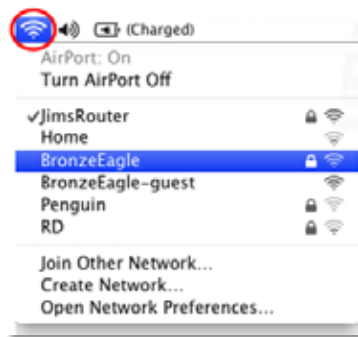 (Charged)
AirPort: On
Turn AirPort Off
✓JimsRouter
Home
BronzeEagle
BronzeEagle-guest
Penguin
RD
Join Other Network...
Create Network...
Open Network Preferences...